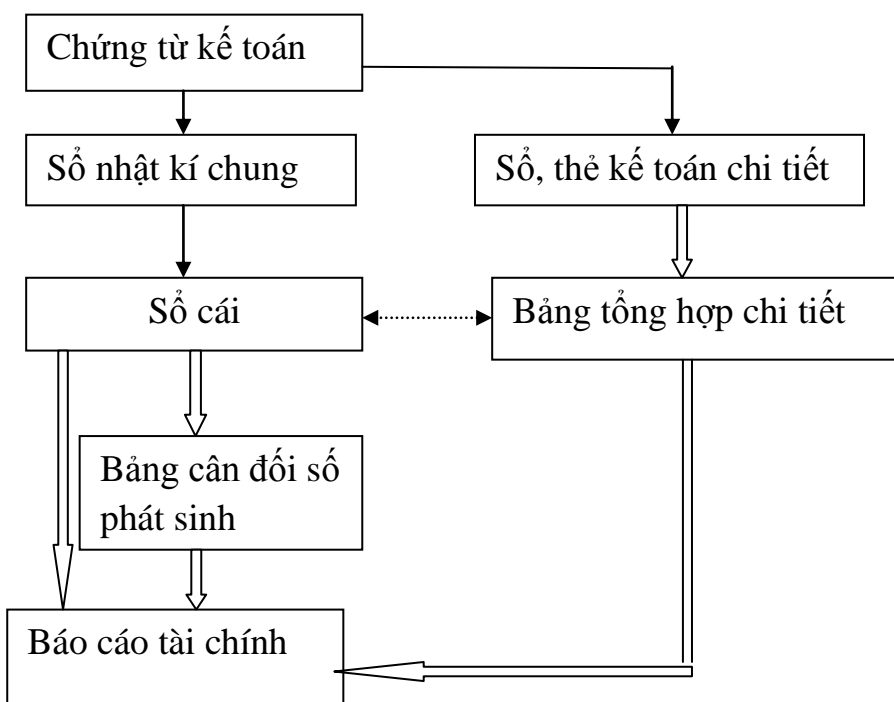 Chứng từ kế toán
Sổ nhật kí chung
Sổ, thẻ kế toán chi tiết
Sổ cái
Bảng tổng hợp chi tiết
Bảng cân đối số
phát sinh
Báo cáo tài chính